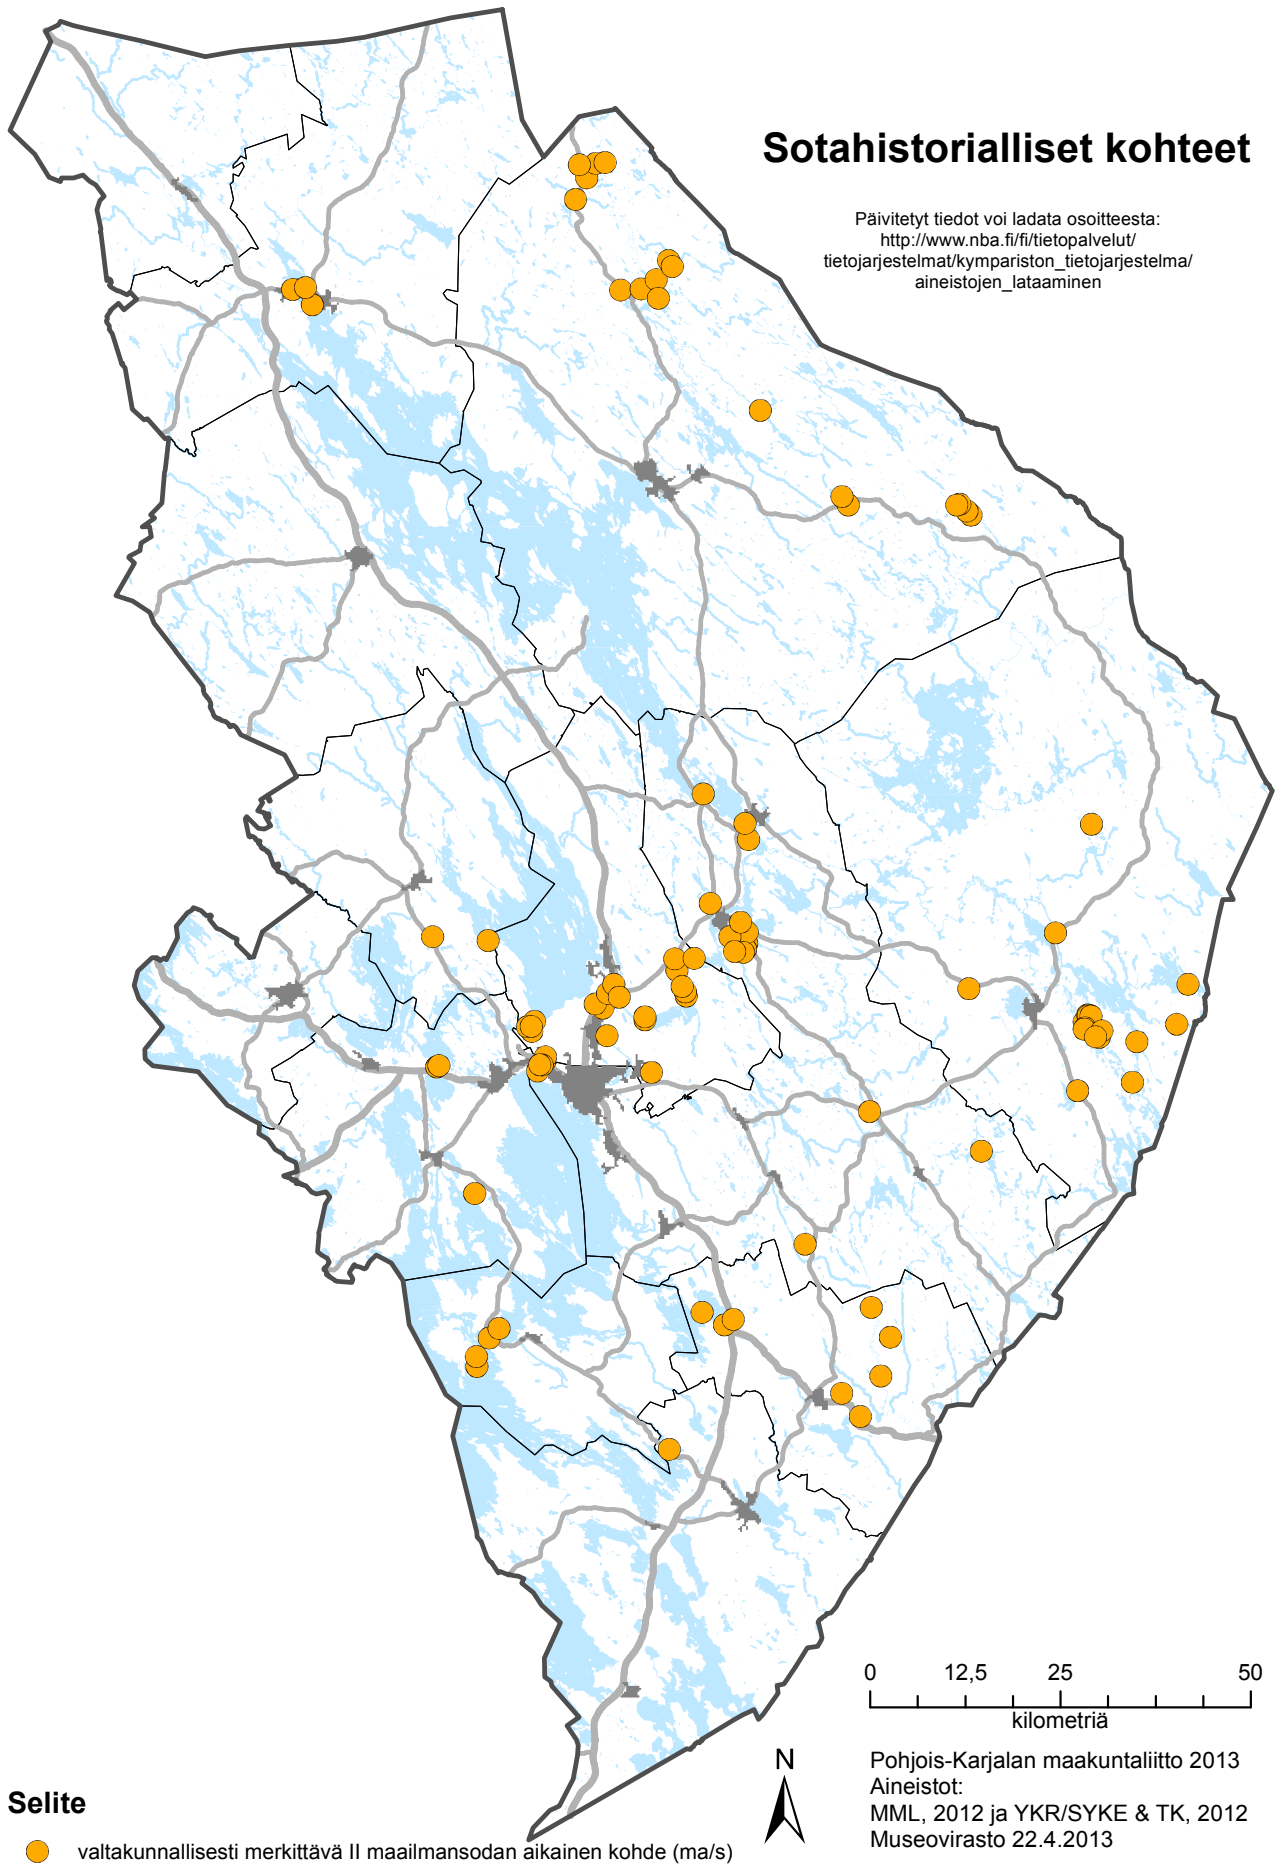 Sotahistorialliset kohteet
Päivitetyt tiedot voi ladata osoitteesta:
http://www.nba.fi/fi/tietopalvelut/
tietojarjestelmat/kympariston_tietojarjestelma/
aineistojen_lataaminen
0 12,5 25 50
kilometriä
N
Pohjois-Karjalan maakuntaliitto 2013
Aineistot:
MML, 2012 ja YKR/SYKE & TK, 2012
Museovirasto 22.4.2013
Selite
valtakunnallisesti merkittävä II maailmansodan aikainen kohde (ma/s)